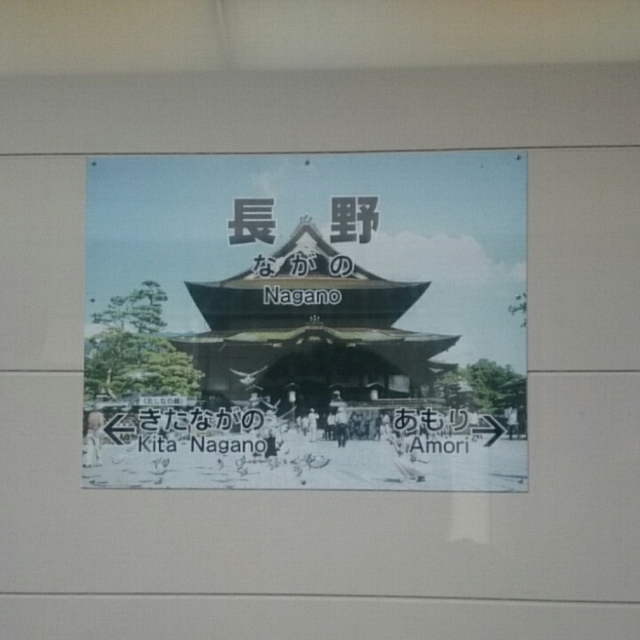 長野
ながの
Nagano
きたながの
Kita-Nagano
あもり
Amori